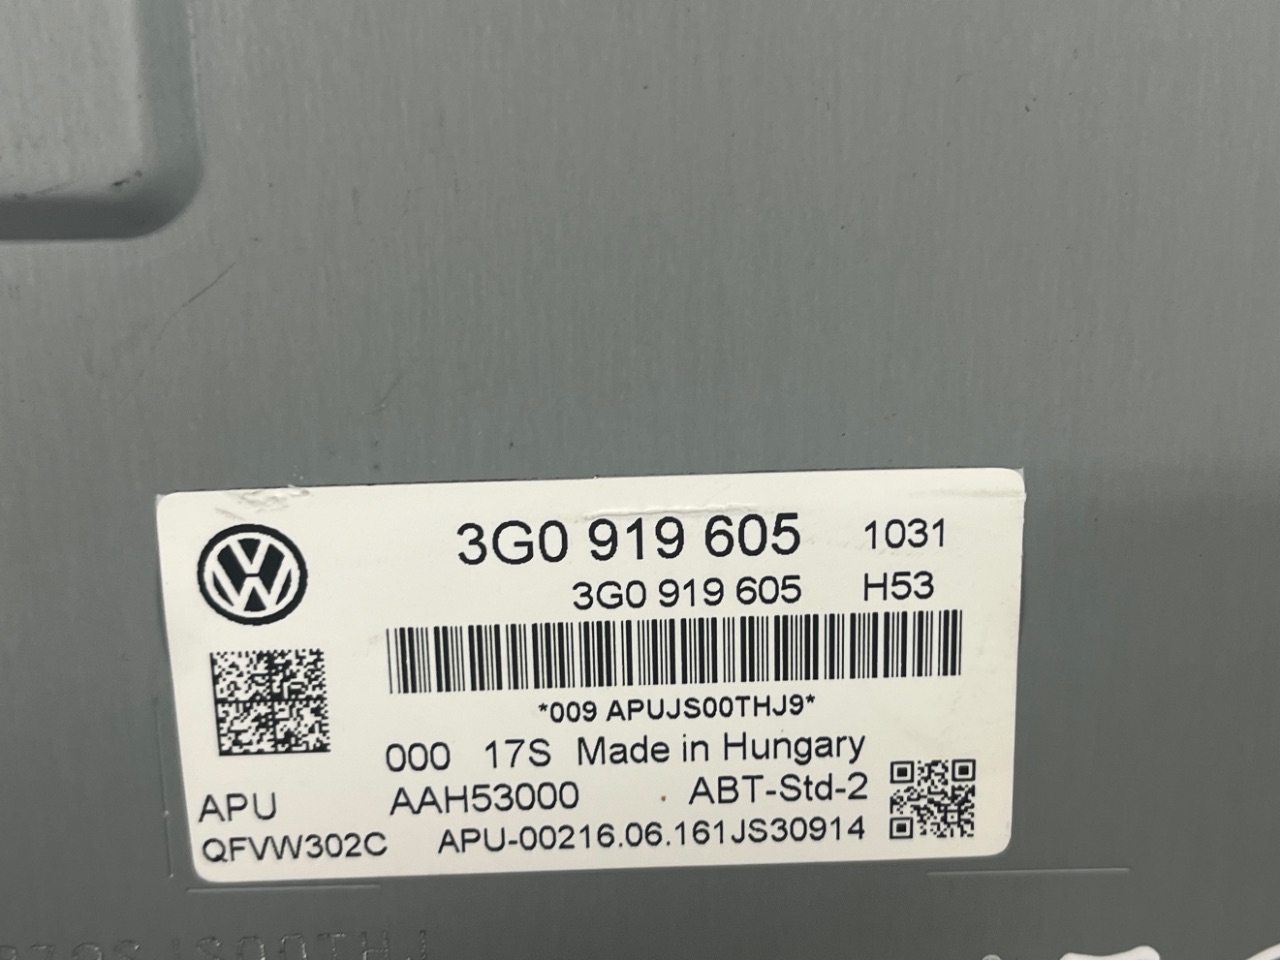 3G0 919 605 1031
3G0 919 605 H53
*009 APUJS00THJ9*
000 17S Made in Hungary
APU AAH53000 ABT-Std-2
QFVW302C APU-00216.06.161JS30914